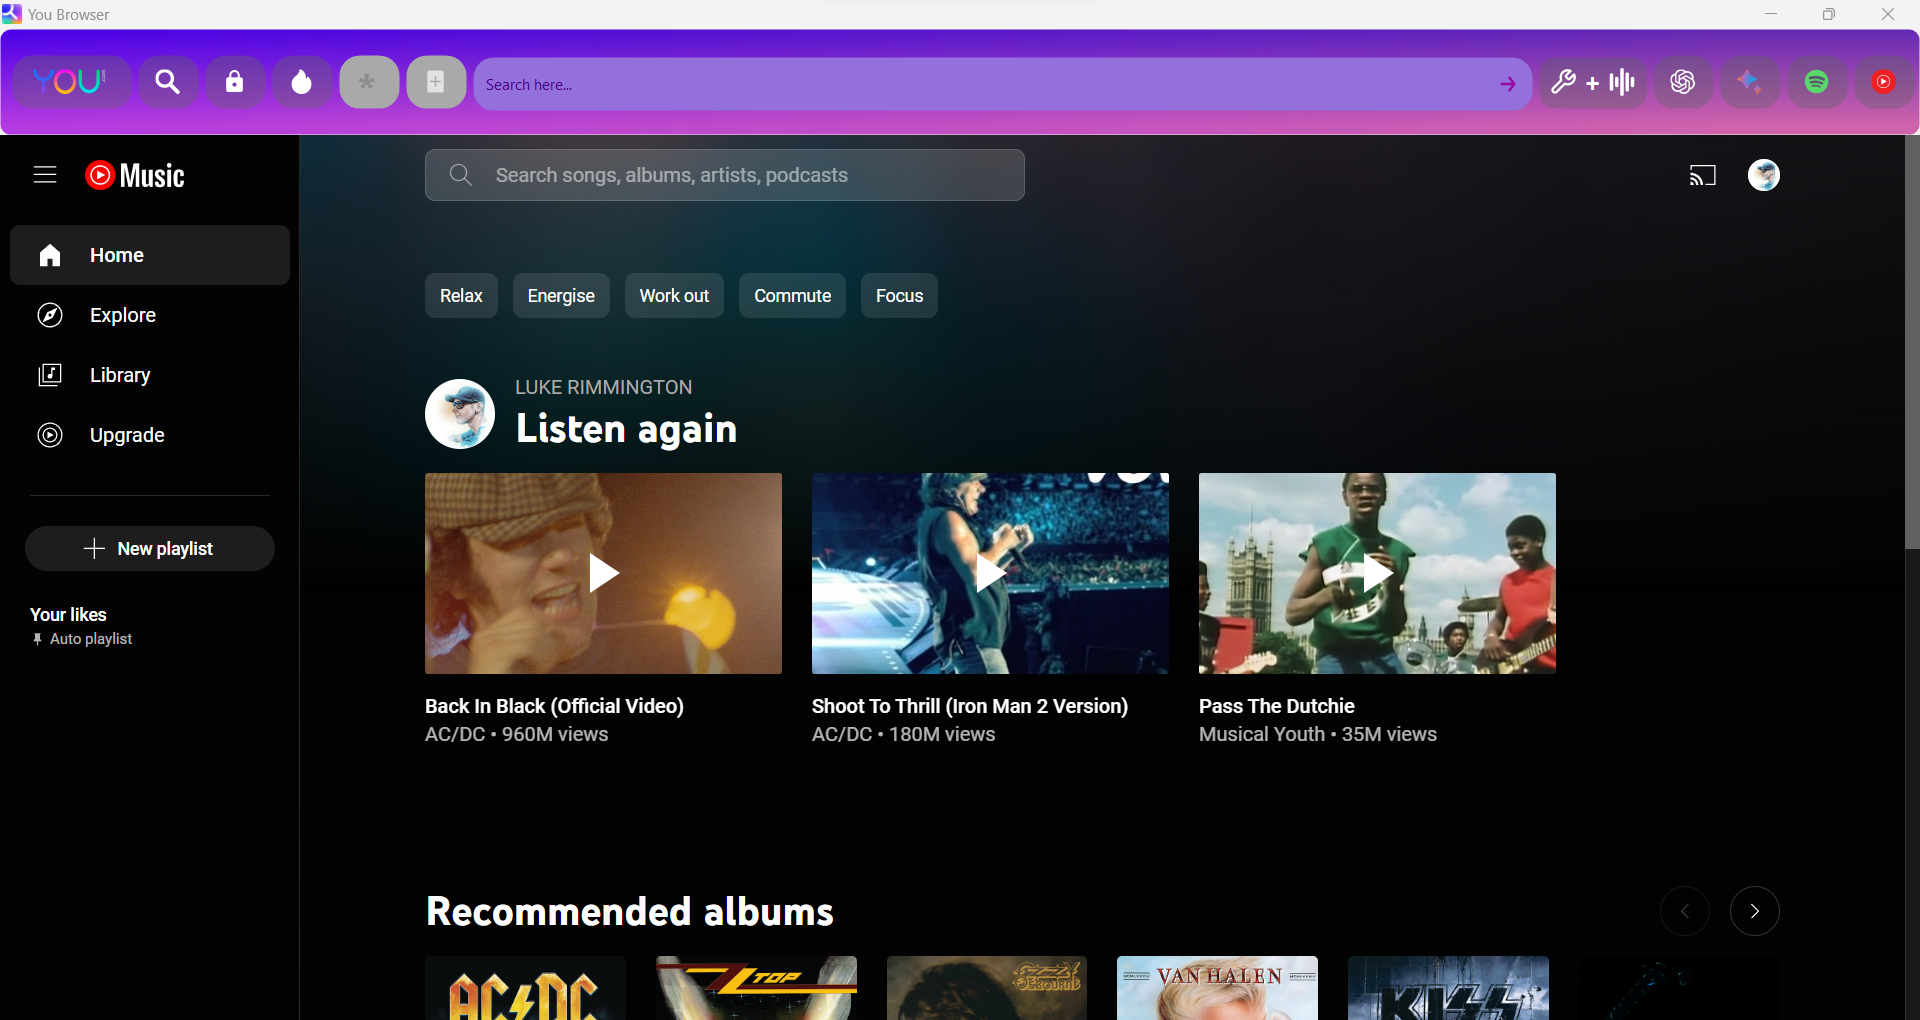 You Browser
YOU.com
Search here...
Music
Search songs, albums, artists, podcasts
Home
Explore
Library
Upgrade
New playlist
Your likes
Auto playlist
Relax
Energise
Work out
Commute
Focus
LUKE RIMMINGTON
Listen again
Back In Black (Official Video)
AC/DC • 960M views
Shoot To Thrill (Iron Man 2 Version)
AC/DC • 180M views
Pass The Dutchie
Musical Youth • 35M views
Recommended albums
AC/DC
ZZ TOP
OZZY OSBOURNE
VAN HALEN
KISS